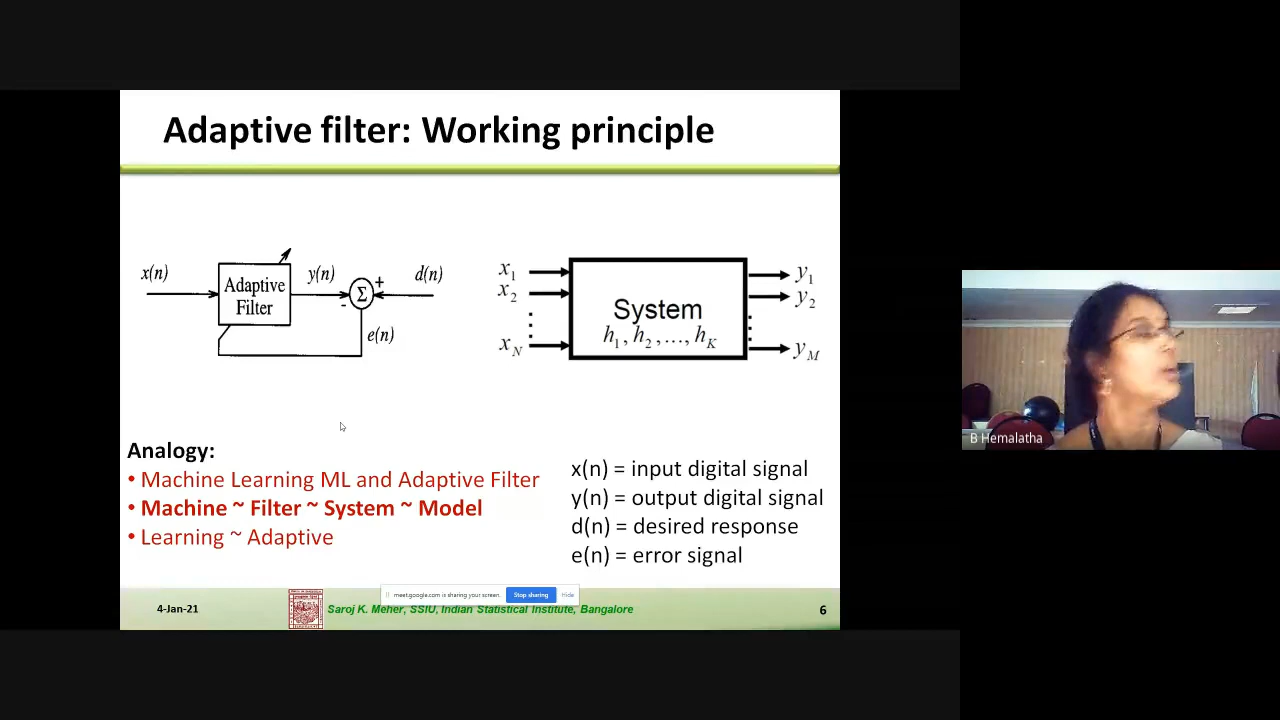 Adaptive filter: Working principle
x(n)
Adaptive
Filter
y(n)
Σ
+
-
d(n)
e(n)
x1
x2
xN
System
h1, h2, ..., hK
y1
y2
yM
Analogy:
• Machine Learning ML and Adaptive Filter
• Machine ~ Filter ~ System ~ Model
• Learning ~ Adaptive
x(n) = input digital signal
y(n) = output digital signal
d(n) = desired response
e(n) = error signal
meet.google.com is sharing your screen.
Stop sharing
Hide
4-Jan-21
Saroj K. Meher, SSIU, Indian Statistical Institute, Bangalore
6
B Hemalatha